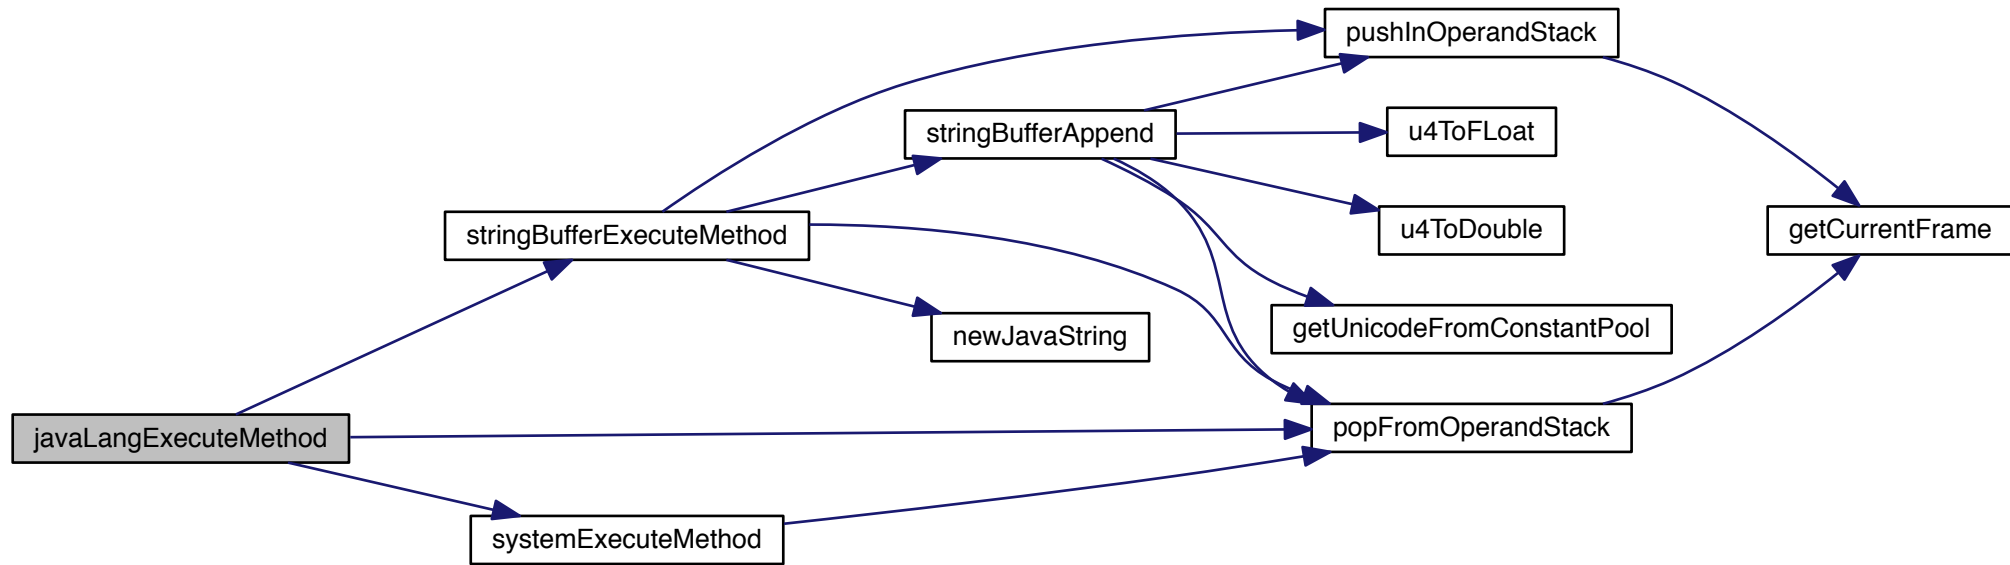 pushInOperandStack
stringBufferAppend
u4ToFLoat
stringBufferExecuteMethod
u4ToDouble
getCurrentFrame
newJavaString
getUnicodeFromConstantPool
javaLangExecuteMethod
popFromOperandStack
systemExecuteMethod